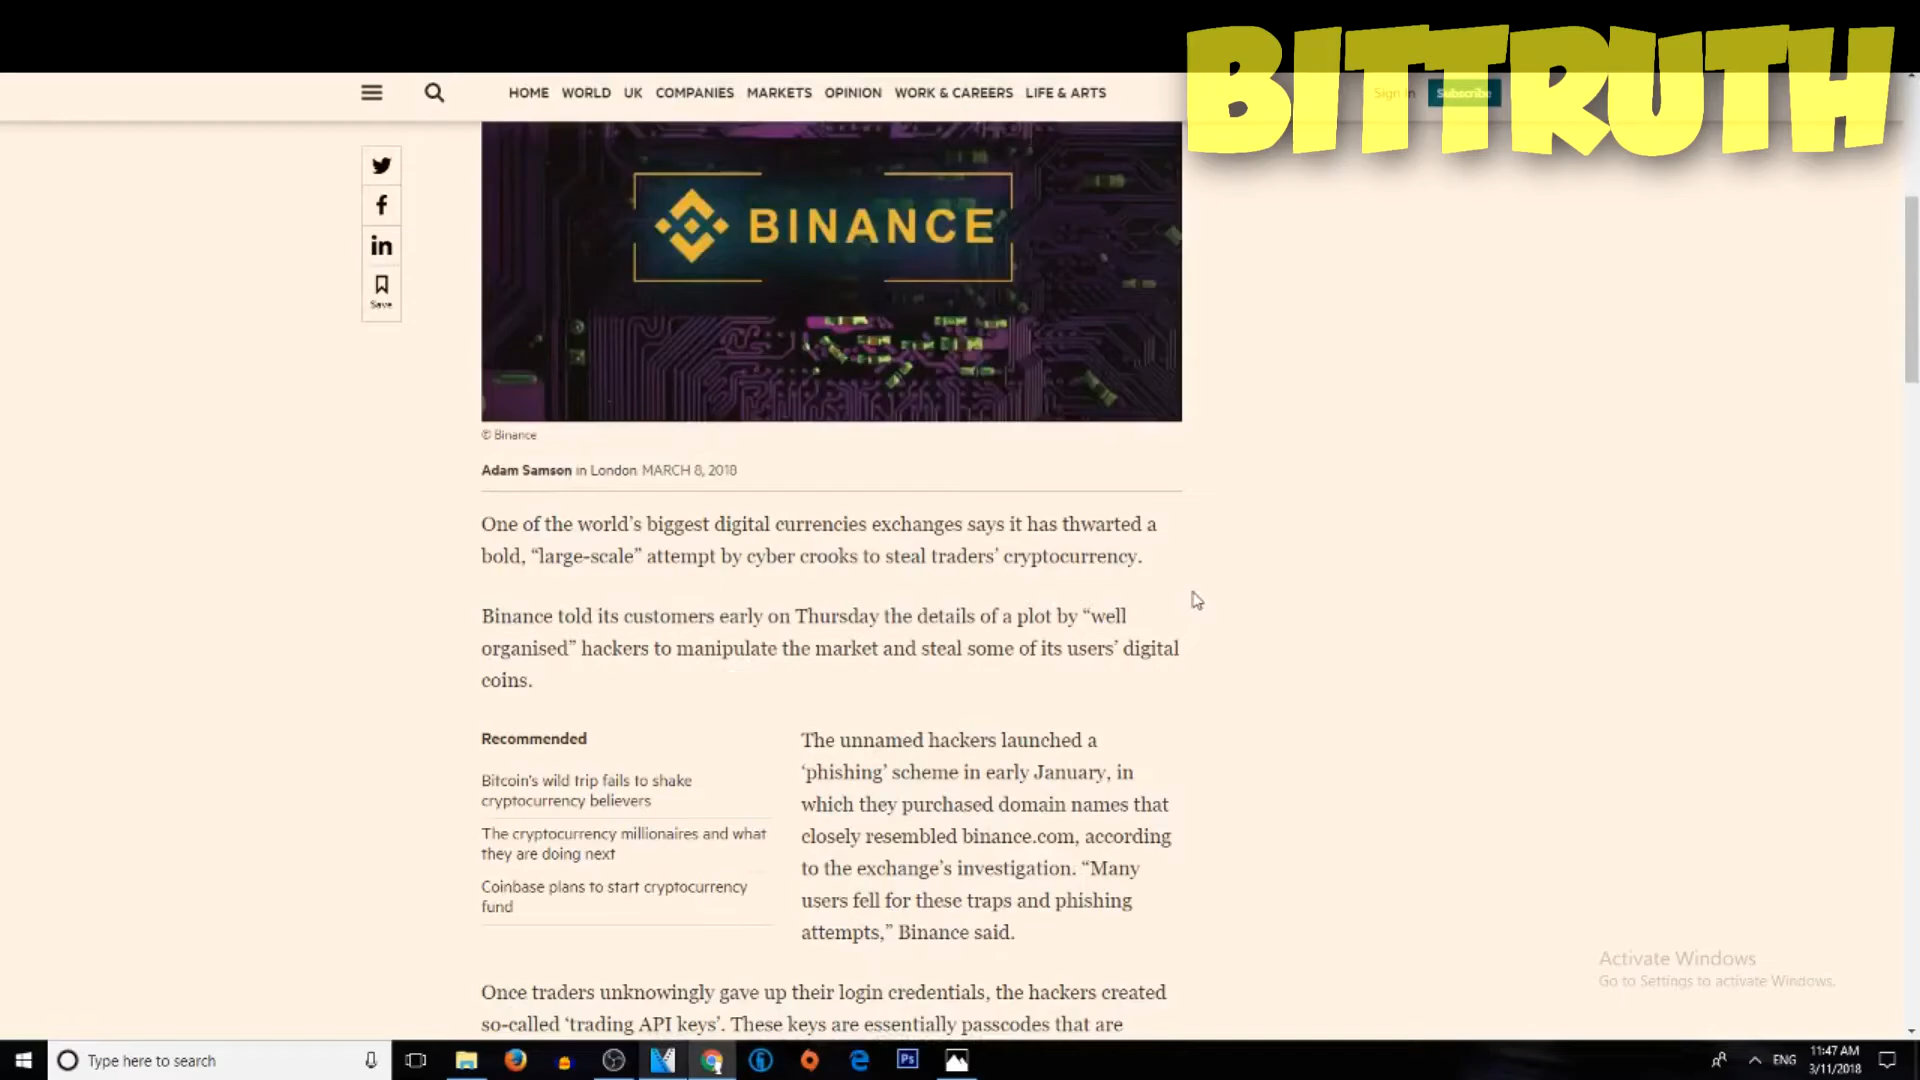 BITTRUTH
HOME WORLD UK COMPANIES MARKETS OPINION WORK & CAREERS LIFE & ARTS Sign In Subscribe
BINANCE
Save
© Binance
Adam Samson in London MARCH 8, 2018
One of the world's biggest digital currencies exchanges says it has thwarted a
bold, “large-scale” attempt by cyber crooks to steal traders' cryptocurrency.
Binance told its customers early on Thursday the details of a plot by “well
organised” hackers to manipulate the market and steal some of its users' digital
coins.
Recommended
Bitcoin's wild trip fails to shake
cryptocurrency believers
The cryptocurrency millionaires and what
they are doing next
Coinbase plans to start cryptocurrency
fund
The unnamed hackers launched a
‘phishing’ scheme in early January, in
which they purchased domain names that
closely resembled binance.com, according
to the exchange's investigation. “Many
users fell for these traps and phishing
attempts,” Binance said.
Once traders unknowingly gave up their login credentials, the hackers created
so-called ‘trading API keys’. These keys are essentially passcodes that are
Activate Windows
Go to Settings to activate Windows.
Type here to search
Ps
ENG
11:47 AM
3/11/2018